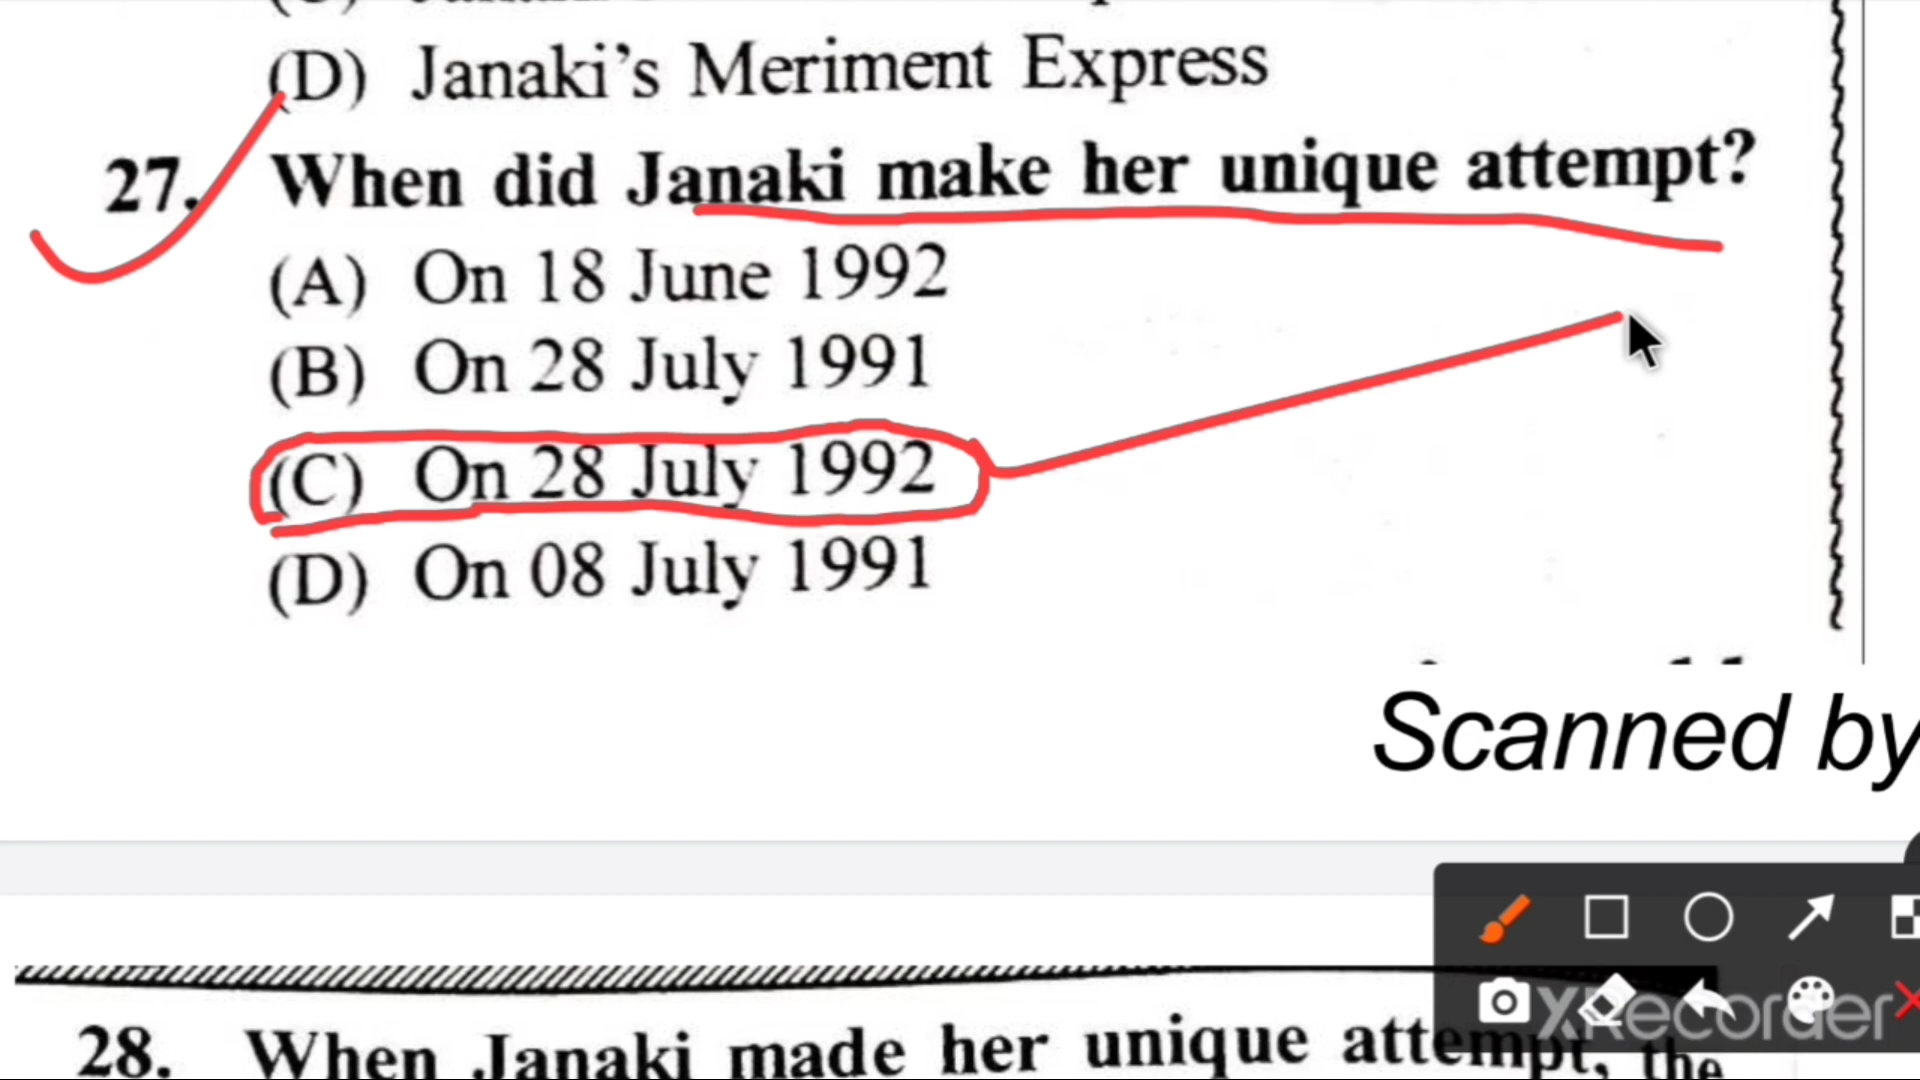 (D) Janaki's Meriment Express
27. When did Janaki make her unique attempt?
(A) On 18 June 1992
(B) On 28 July 1991
(C) On 28 July 1992
(D) On 08 July 1991
Scanned by
XRecorder
28. When Janaki made her unique attempt, the